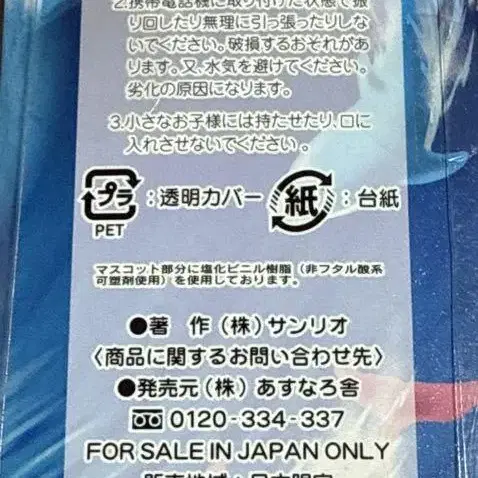 2.携帯電話機に取り付けた状態で振
り回したり無理に引っ張ったりしな
いでください。破損するおそれがあ
ります。又、水気を避けてください。
劣化の原因になります。
3.小さなお子様には持たせたり、口に
入れさせないでください。
プラ:透明カバー 紙:台紙
PET
マスコット部分に塩化ビニル樹脂(非フタル酸系
可塑剤使用)を使用しております。
●著 作(株)サンリオ
〈商品に関するお問い合わせ先〉
●発売元(株)あすなろ舎
0120-334-337
FOR SALE IN JAPAN ONLY
販売地域:日本限定